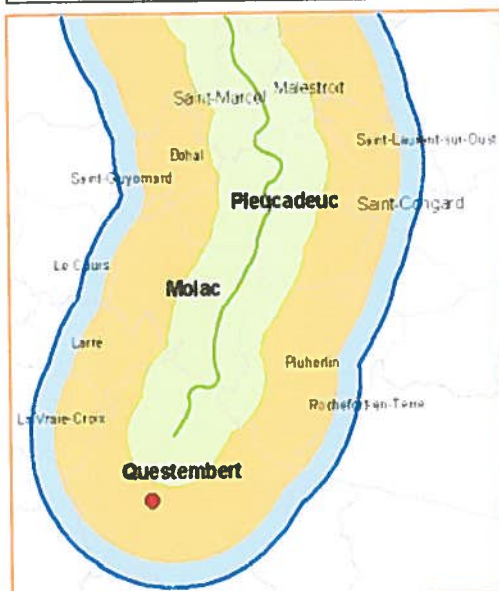 Saint-Marcel
Malestroit
Bohal
Saint-Laurent-sur-Oust
Saint-Guyomard
Pleucadeuc
Saint-Congard
Le Cours
Molac
Larré
Pluherlin
Rochefort-en-Terre
La Vraie-Croix
Questembert